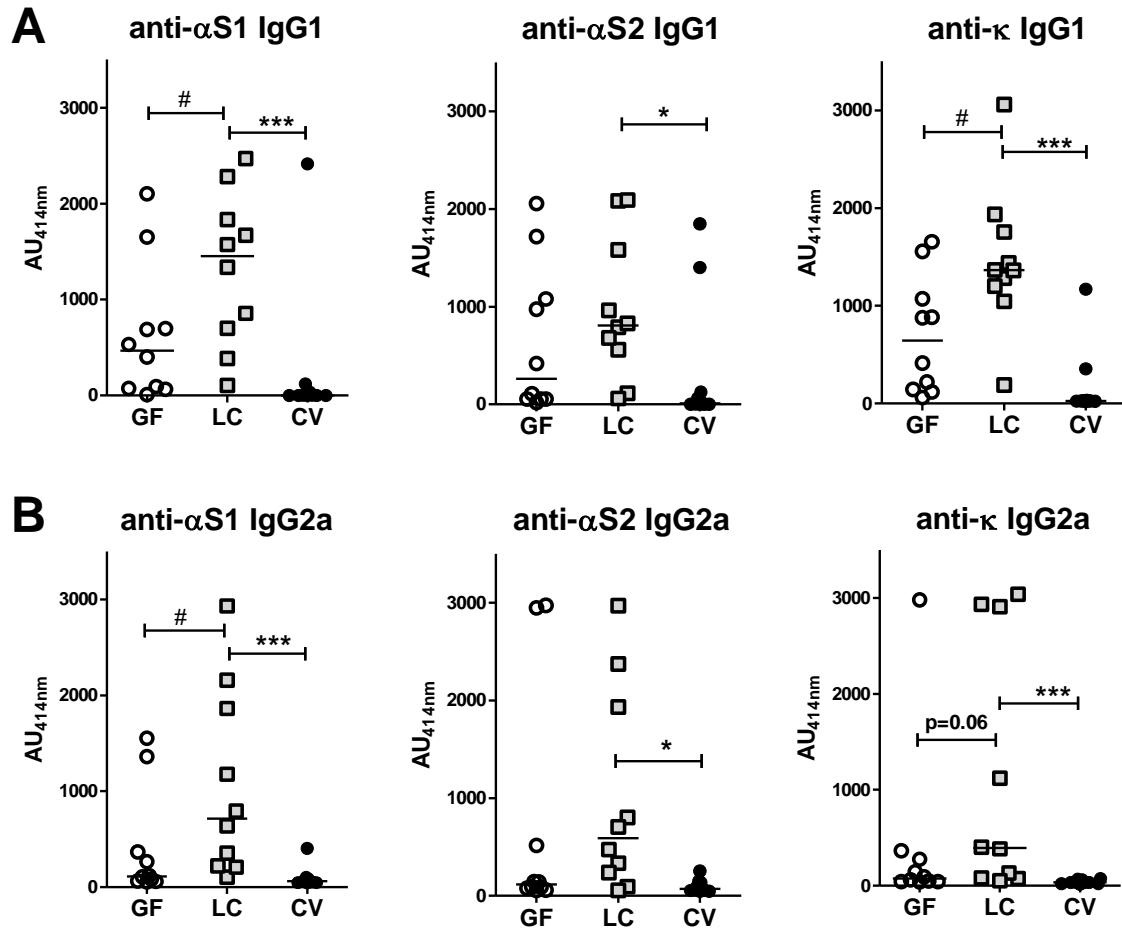 A
anti-αS1 IgG1
anti-αS2 IgG1
anti-κ IgG1
AU414nm
3000
2000
1000
0
#
***
GF LC CV
AU414nm
3000
2000
1000
0
*
GF LC CV
AU414nm
3000
2000
1000
0
#
***
GF LC CV
B
anti-αS1 IgG2a
anti-αS2 IgG2a
anti-κ IgG2a
AU414nm
3000
2000
1000
0
#
***
GF LC CV
AU414nm
3000
2000
1000
0
*
GF LC CV
AU414nm
3000
2000
1000
0
p=0.06
***
GF LC CV